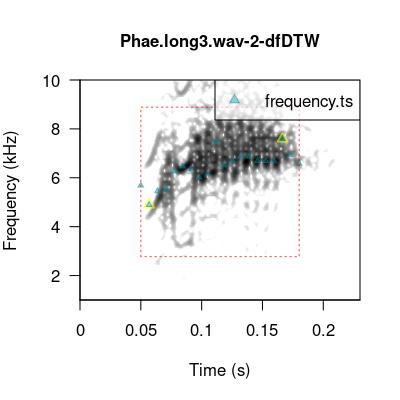 Phae.long3.wav-2-dfDTW
frequency.ts
10
8
6
4
2
Frequency (kHz)
0 0.05 0.1 0.15 0.2
Time (s)